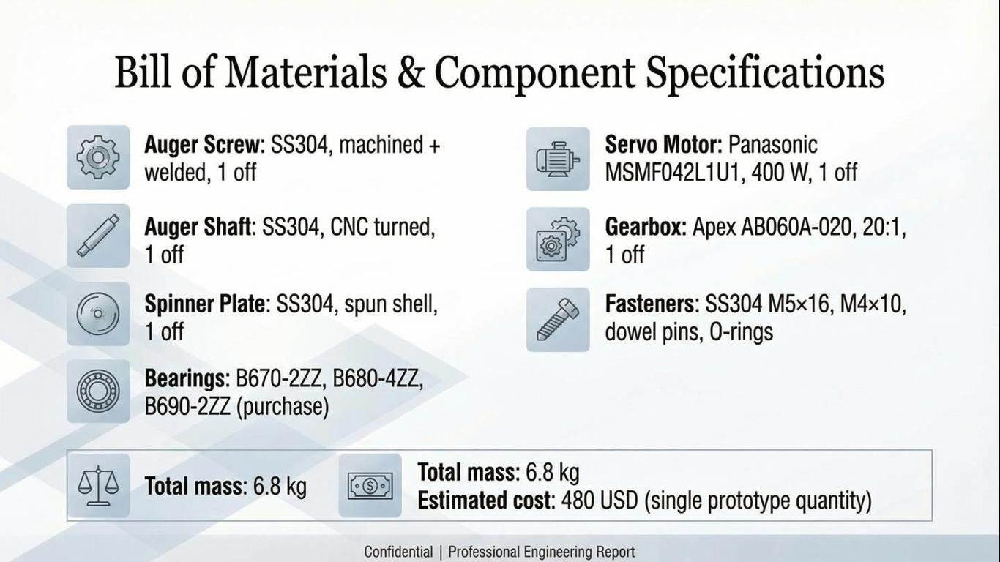 Bill of Materials & Component Specifications
Auger Screw: SS304, machined +
welded, 1 off
Auger Shaft: SS304, CNC turned,
1 off
Spinner Plate: SS304, spun shell,
1 off
Bearings: B670-2ZZ, B680-4ZZ,
B690-2ZZ (purchase)
Servo Motor: Panasonic
MSMF042L1U1, 400 W, 1 off
Gearbox: Apex AB060A-020, 20:1,
1 off
Fasteners: SS304 M5×16, M4×10,
dowel pins, O-rings
Total mass: 6.8 kg
$
Total mass: 6.8 kg
Estimated cost: 480 USD (single prototype quantity)
Confidential | Professional Engineering Report